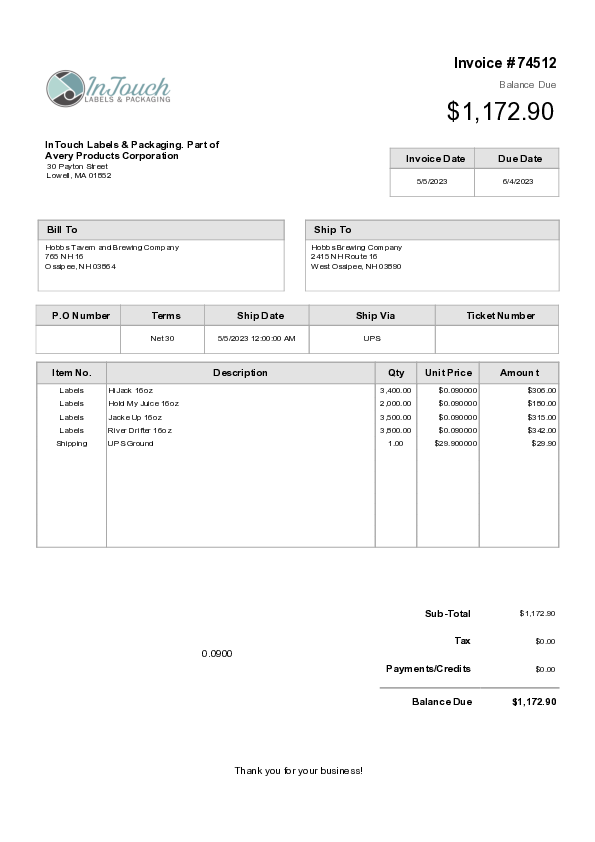 Invoice #74512
Balance Due
$1,172.90
InTouch
LABELS & PACKAGING
InTouch Labels & Packaging. Part of
Avery Products Corporation
30 Payton Street
Lowell, MA 01852
Invoice Date Due Date
5/5/2023 6/4/2023
Bill To
Hobbs Tavern and Brewing Company
765 NH 16
Ossipee, NH 03864
Ship To
Hobbs Brewing Company
2415 NH Route 16
West Ossipee, NH 03890
P.O Number Terms Ship Date Ship Via Ticket Number
Net 30 5/5/2023 12:00:00 AM UPS
Item No. Description Qty Unit Price Amount
Labels HiJack 16oz 3,400.00 $0.090000 $306.00
Labels Hold My Juice 16oz 2,000.00 $0.090000 $180.00
Labels Jacke Up 16oz 3,500.00 $0.090000 $315.00
Labels River Drifter 16oz 3,800.00 $0.090000 $342.00
Shipping UPS Ground 1.00 $29.900000 $29.90
Sub-Total $1,172.90
Tax $0.00
0.0900
Payments/Credits $0.00
Balance Due $1,172.90
Thank you for your business!